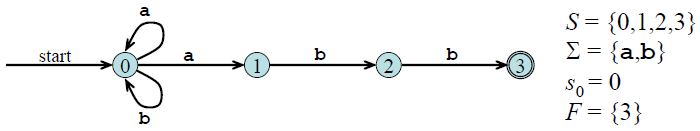 a
start 0 a 1 b 2 b 3
b
S = {0,1,2,3}
Σ = {a,b}
s₀ = 0
F = {3}